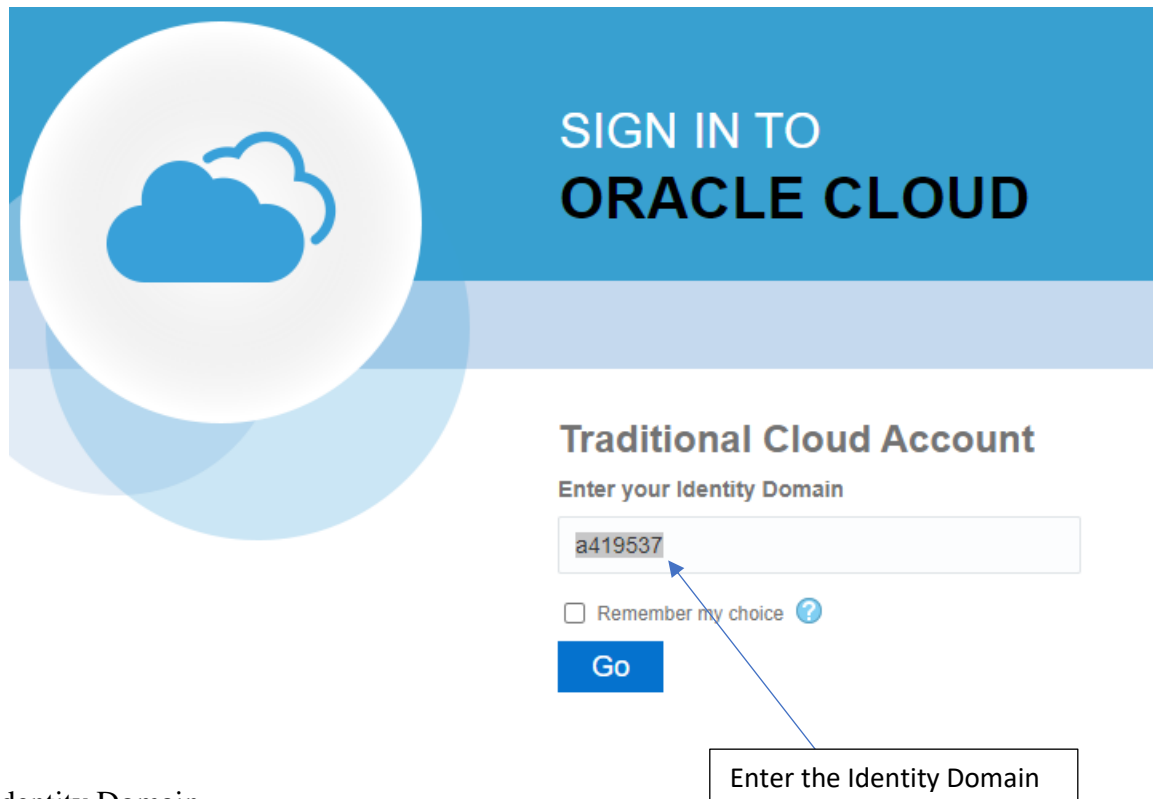 SIGN IN TO
ORACLE CLOUD
Traditional Cloud Account
Enter your Identity Domain
a419537
Remember my choice ?
Go
Enter the Identity Domain
Domain